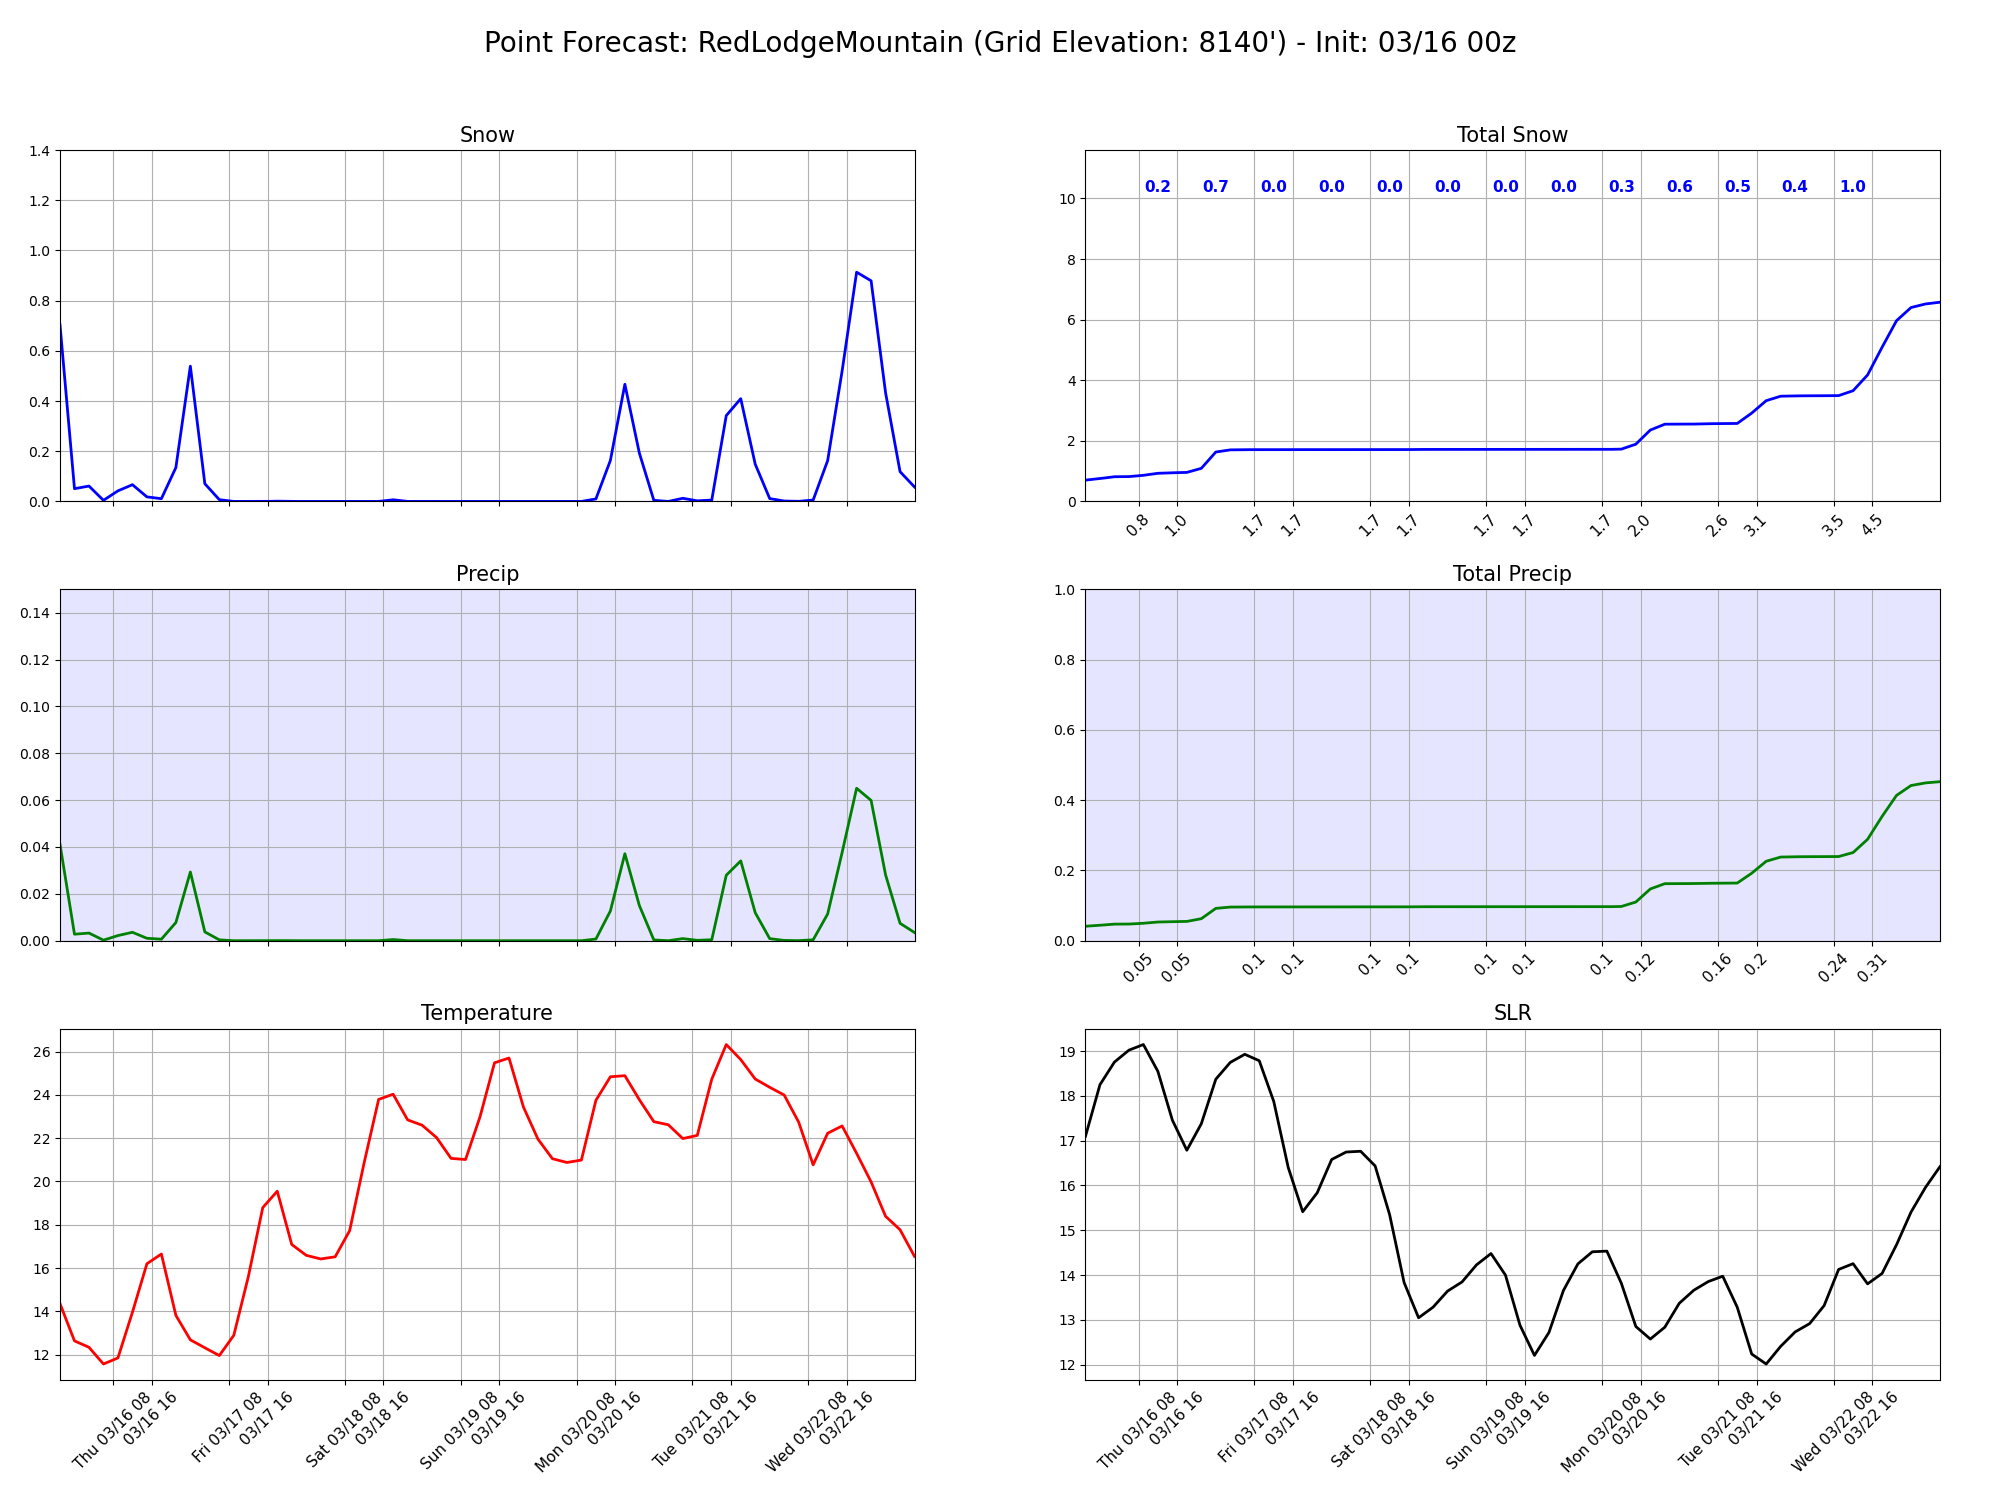 Point Forecast: RedLodgeMountain (Grid Elevation: 8140') - Init: 03/16 00z
Snow
1.4
1.2
1.0
0.8
0.6
0.4
0.2
0.0
Total Snow
0.2 0.7 0.0 0.0 0.0 0.0 0.0 0.0 0.3 0.6 0.5 0.4 1.0
10
8
6
4
2
0
0.8 1.0 1.7 1.7 1.7 1.7 1.7 1.7 1.7 2.0 2.6 3.1 3.5 4.5
Precip
0.14
0.12
0.10
0.08
0.06
0.04
0.02
0.00
Total Precip
1.0
0.8
0.6
0.4
0.2
0.0
0.05 0.05 0.1 0.1 0.1 0.1 0.1 0.1 0.1 0.12 0.16 0.2 0.24 0.31
Temperature
26
24
22
20
18
16
14
12
Thu 03/16 08
03/16 16
Fri 03/17 08
03/17 16
Sat 03/18 08
03/18 16
Sun 03/19 08
03/19 16
Mon 03/20 08
03/20 16
Tue 03/21 08
03/21 16
Wed 03/22 08
03/22 16
SLR
19
18
17
16
15
14
13
12
Thu 03/16 08
03/16 16
Fri 03/17 08
03/17 16
Sat 03/18 08
03/18 16
Sun 03/19 08
03/19 16
Mon 03/20 08
03/20 16
Tue 03/21 08
03/21 16
Wed 03/22 08
03/22 16